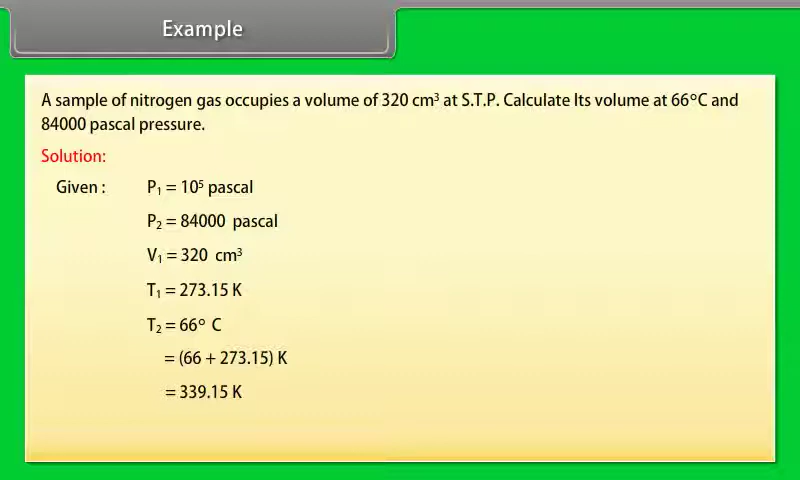 Example
A sample of nitrogen gas occupies a volume of 320 cm³ at S.T.P. Calculate Its volume at 66°C and
84000 pascal pressure.
Solution:
Given : P₁ = 10⁵ pascal
P₂ = 84000 pascal
V₁ = 320 cm³
T₁ = 273.15 K
T₂ = 66° C
= (66 + 273.15) K
= 339.15 K